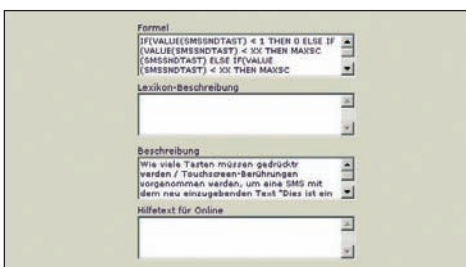 Formel
IF(VALUE(SMSSNDTAST) < 1 THEN 0 ELSE IF
(VALUE(SMSSNDTAST) < XX THEN MAXSC
(SMSSNDTAST) ELSE IF(VALUE
(SMSSNDTAST) < XX THEN MAXSC
Lexikon-Beschreibung
Beschreibung
Wie viele Tasten müssen gedrücktr
werden / Touchscreen-Berührungen
vorgenommen werden, um eine SMS mit
dem neu einzugebenden Text "Dies ist ein
Hilfetext für Online